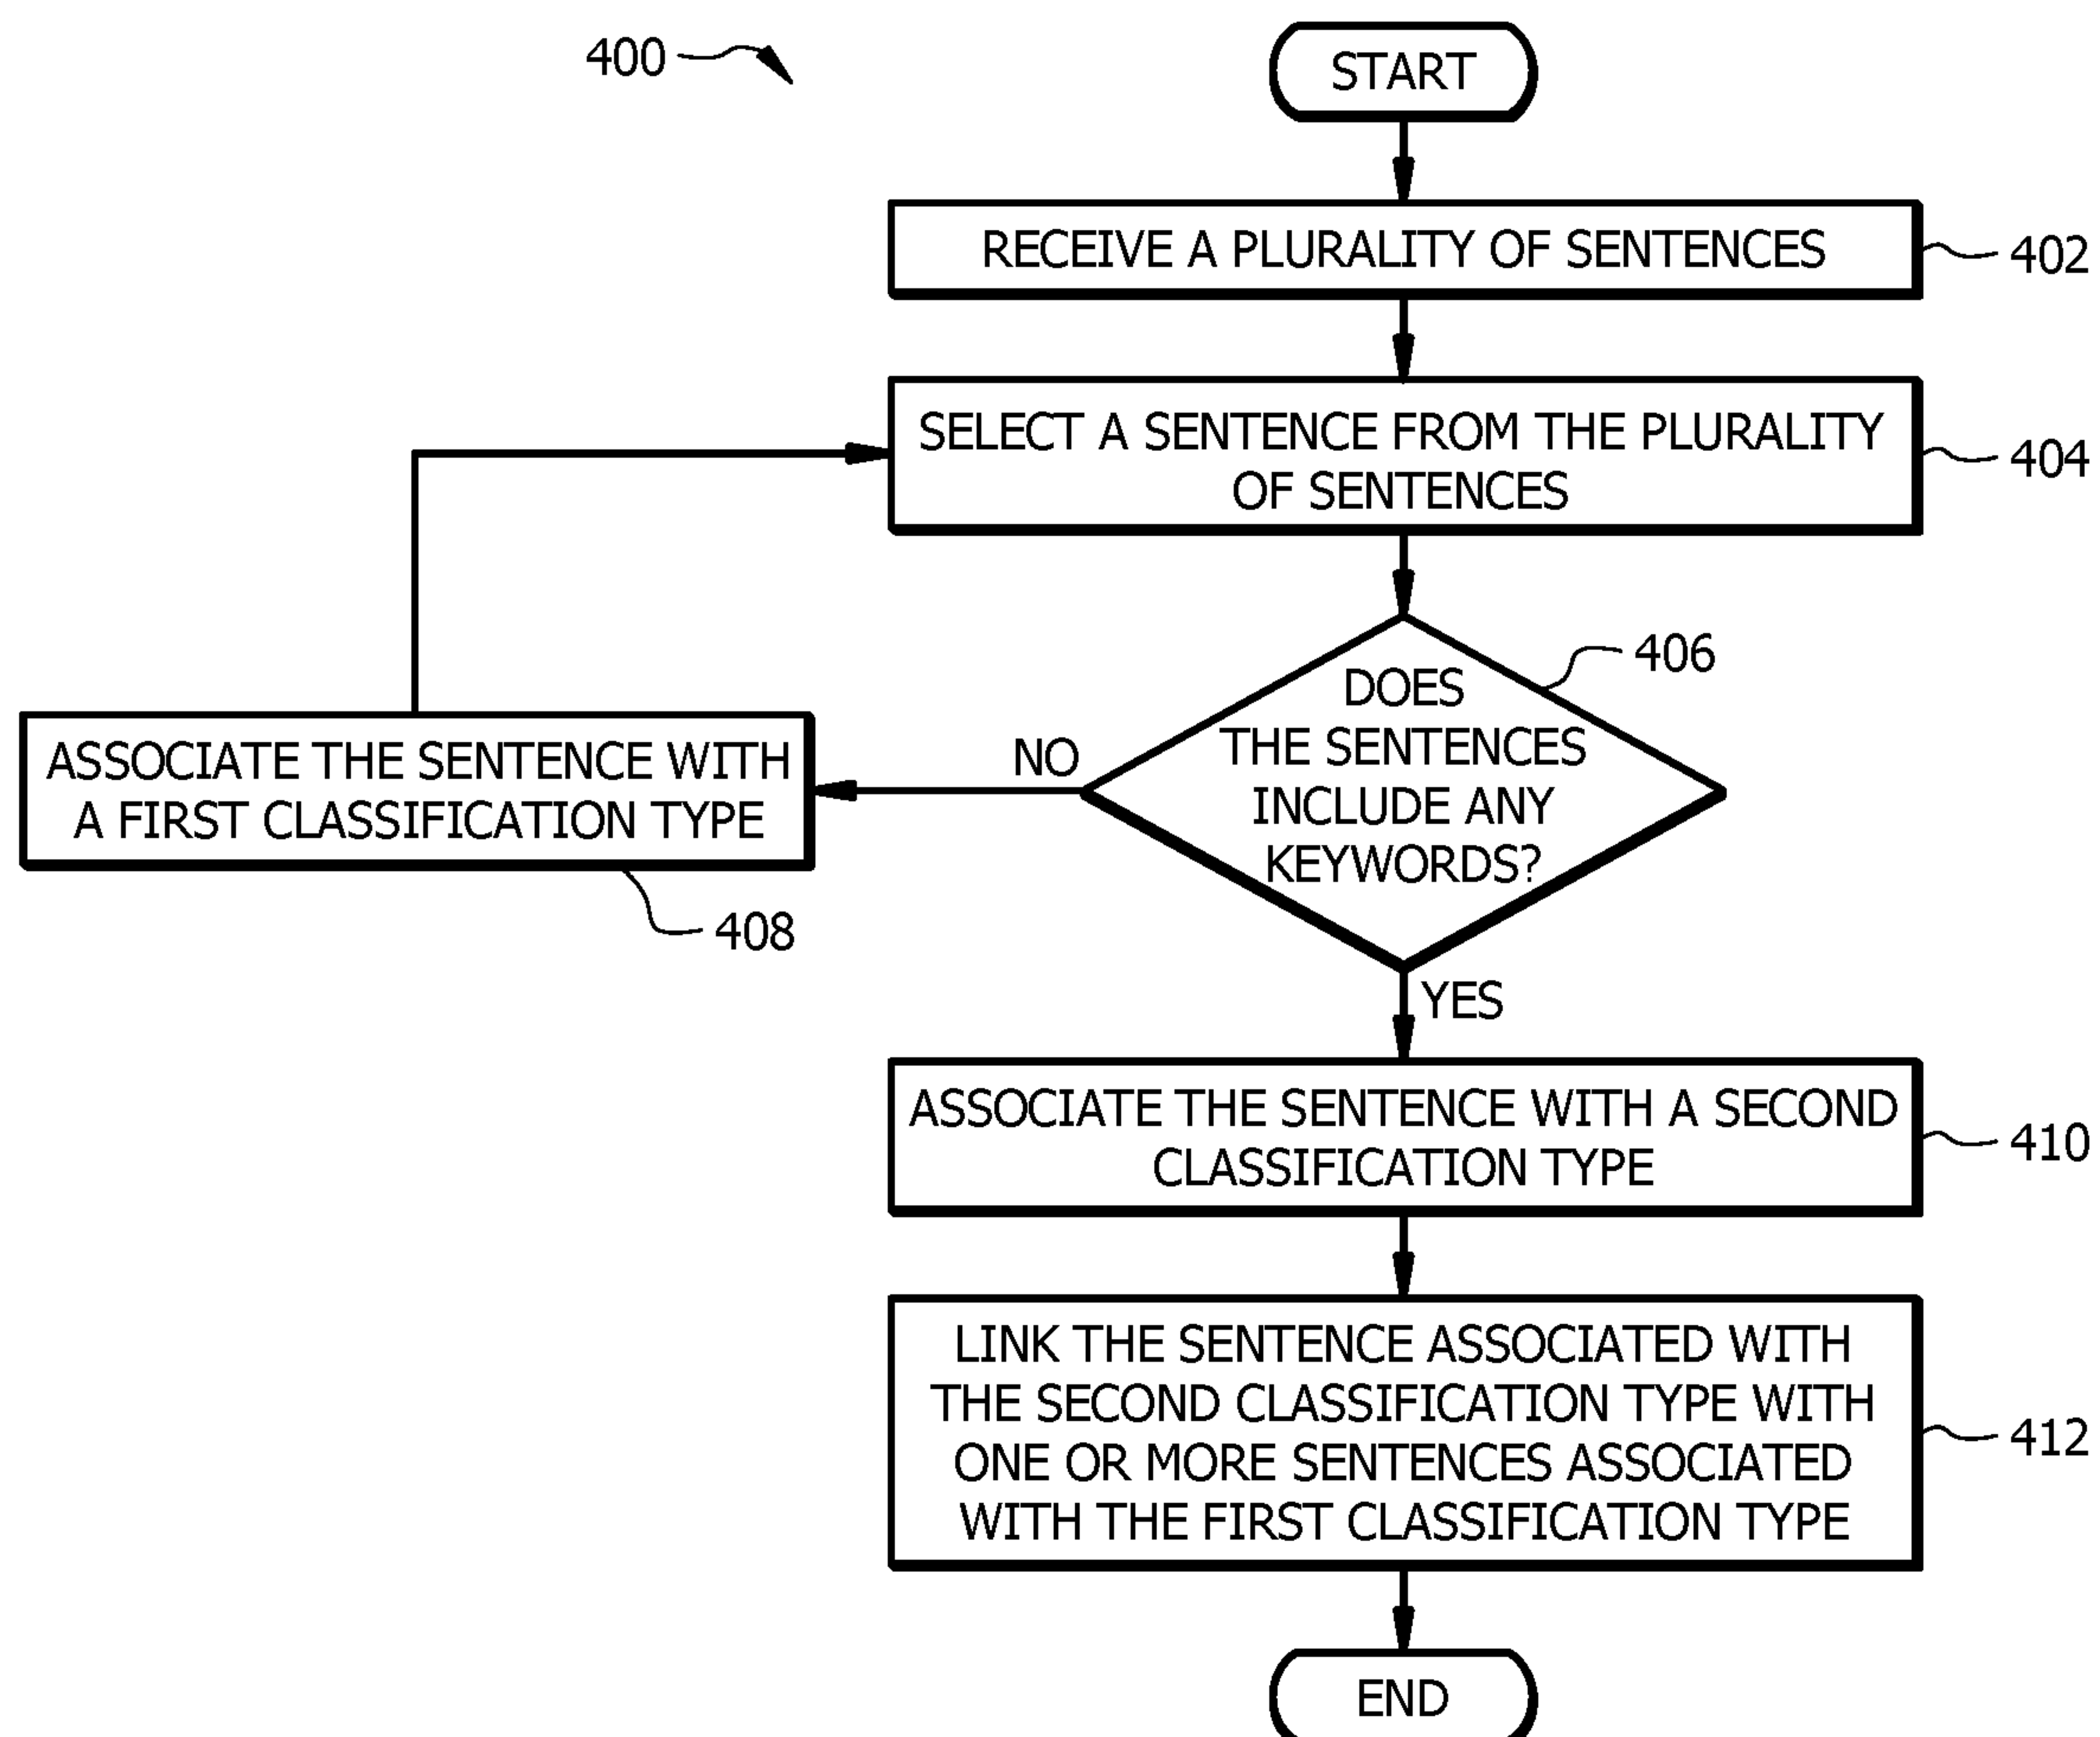 400
START
RECEIVE A PLURALITY OF SENTENCES
402
SELECT A SENTENCE FROM THE PLURALITY
OF SENTENCES
404
DOES
THE SENTENCES
INCLUDE ANY
KEYWORDS?
406
NO
ASSOCIATE THE SENTENCE WITH
A FIRST CLASSIFICATION TYPE
408
YES
ASSOCIATE THE SENTENCE WITH A SECOND
CLASSIFICATION TYPE
410
LINK THE SENTENCE ASSOCIATED WITH
THE SECOND CLASSIFICATION TYPE WITH
ONE OR MORE SENTENCES ASSOCIATED
WITH THE FIRST CLASSIFICATION TYPE
412
END